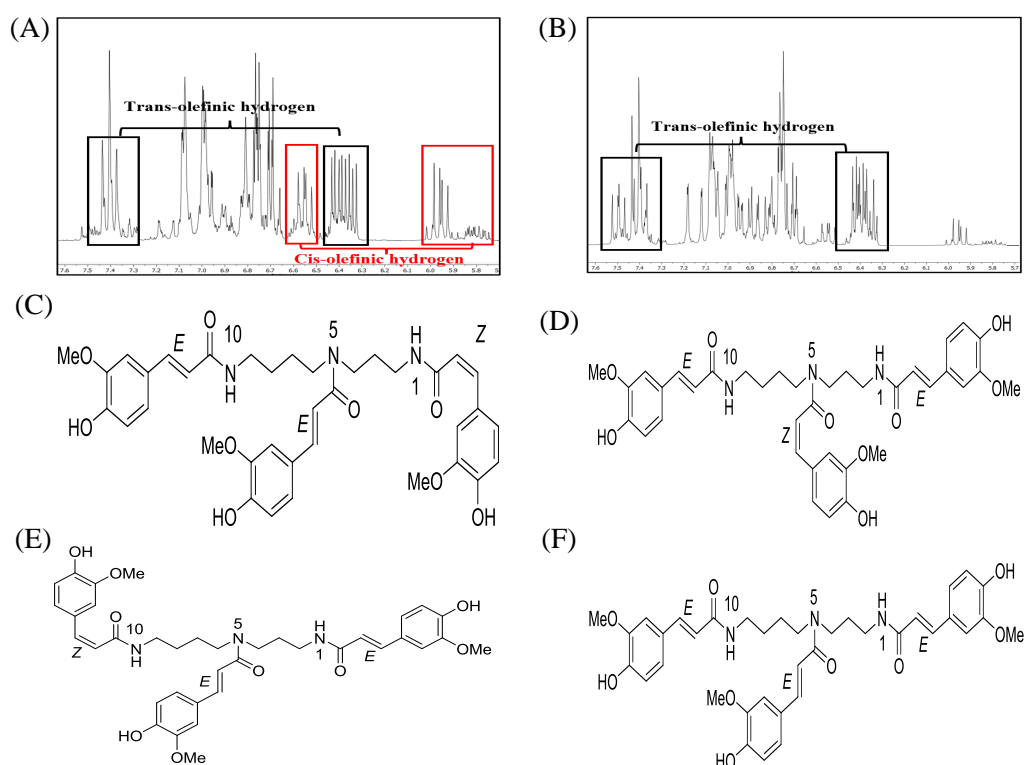 (A)
Trans-olefinic hydrogen
Cis-olefinic hydrogen
7.6 7.5 7.4 7.3 7.2 7.1 7.0 6.9 6.8 6.7 6.6 6.5 6.4 6.3 6.2 6.1 6.0 5.9 5.8 5.
(B)
Trans-olefinic hydrogen
7.6 7.5 7.4 7.3 7.2 7.1 7.0 6.9 6.8 6.7 6.6 6.5 6.4 6.3 6.2 6.1 6.0 5.9 5.8 5.7
(C)
MeO
HO
E
O
10
N
H
5
N
O
E
MeO
HO
H
N
1
O
Z
MeO
OH
(D)
MeO
HO
E
O
10
N
H
5
N
O
Z
OMe
OH
H
N
1
O
E
OH
OMe
(E)
OH
OMe
Z
O
10
N
H
5
N
O
E
HO
OMe
H
N
1
O
E
OH
OMe
(F)
MeO
HO
E
O
10
N
H
5
N
O
E
MeO
HO
H
N
1
O
E
OH
OMe